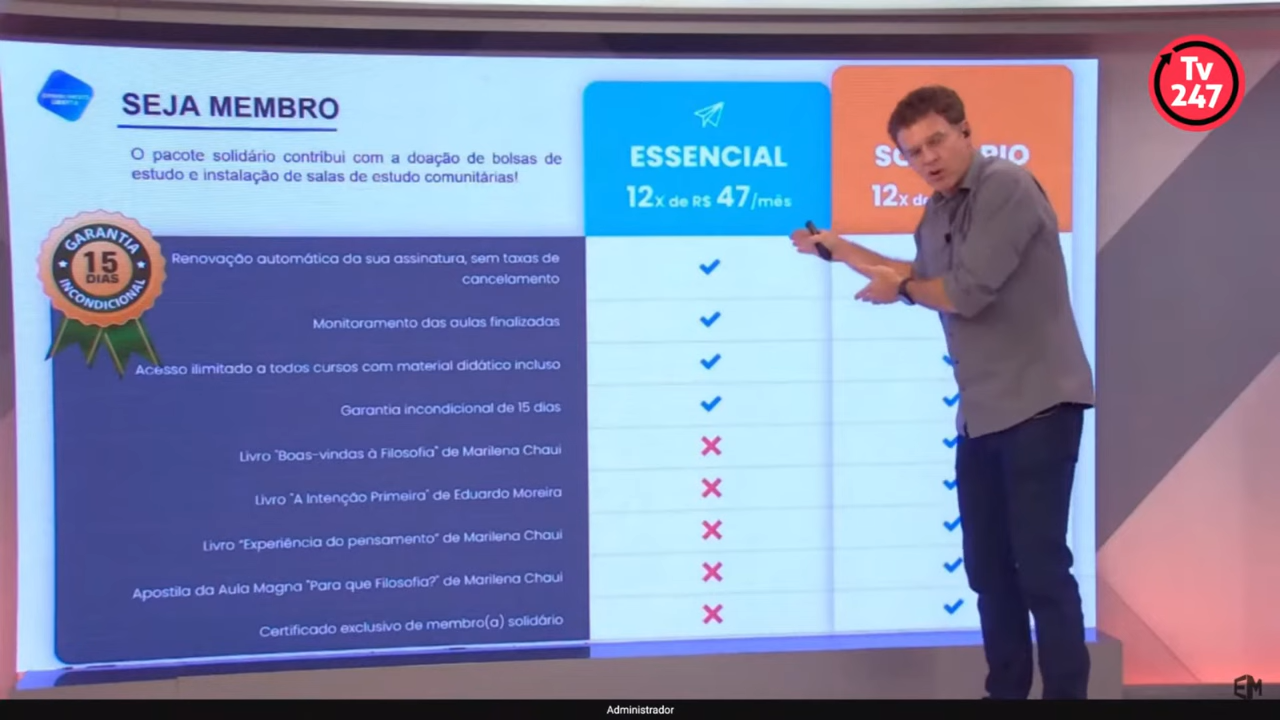 Tv
247
SEJA MEMBRO
O pacote solidário contribui com a doação de bolsas de
estudo e instalação de salas de estudo comunitárias!
ESSENCIAL
12x de R$ 47/mês
12x de
GARANTIA
15
DIAS
INCONDICIONAL
Renovação automática da sua assinatura, sem taxas de
cancelamento
Monitoramento das aulas finalizadas
Acesso ilimitado a todos cursos com material didático incluso
Garantia incondicional de 15 dias
Livro "Boas-vindas à Filosofia" de Marilena Chaui
Livro "A Intenção Primeira" de Eduardo Moreira
Livro "Experiência do pensamento" de Marilena Chaui
Apostila da Aula Magna "Para que Filosofia?" de Marilena Chaui
Certificado exclusivo de membro(a) solidário
EM
Administrador